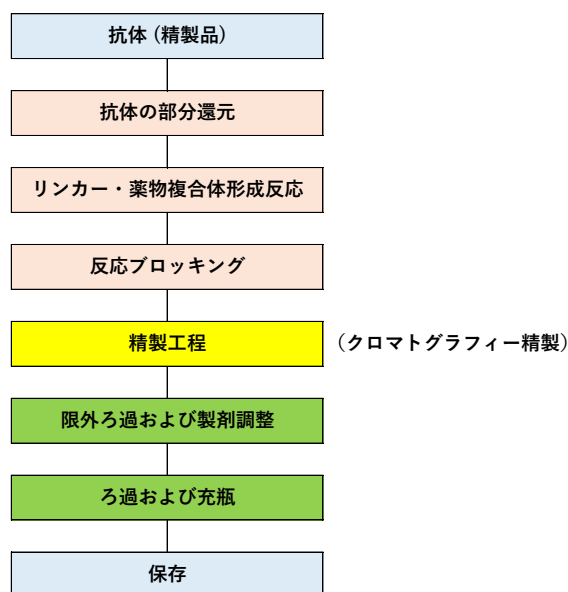 抗体 (精製品)
抗体の部分還元
リンカー・薬物複合体形成反応
反応ブロッキング
精製工程 (クロマトグラフィー精製)
限外ろ過および製剤調整
ろ過および充瓶
保存